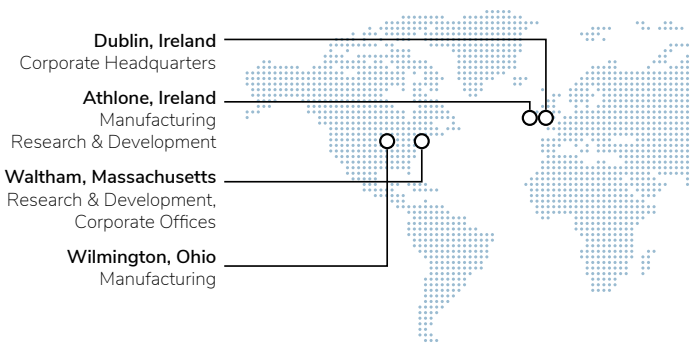 Dublin, Ireland
Corporate Headquarters
Athlone, Ireland
Manufacturing
Research & Development
Waltham, Massachusetts
Research & Development,
Corporate Offices
Wilmington, Ohio
Manufacturing